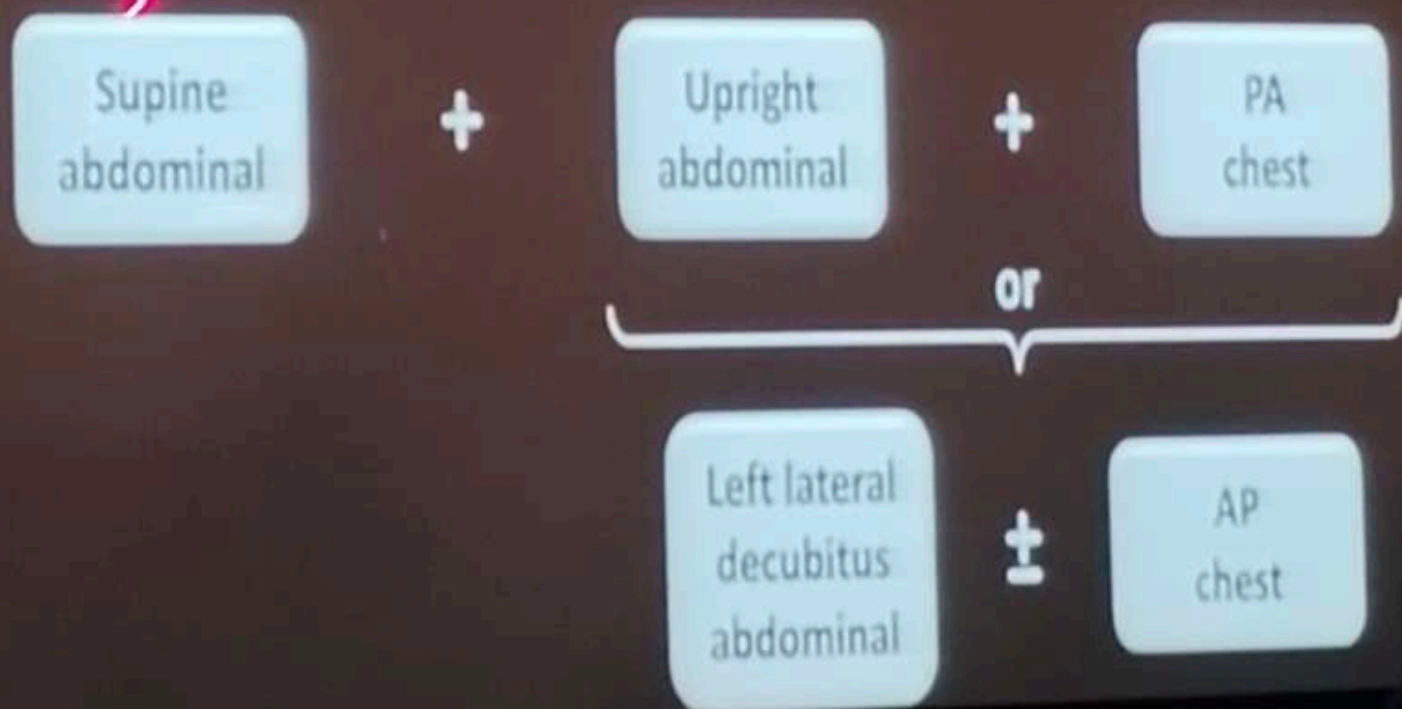 Supine
abdominal
+
Upright
abdominal
+
PA
chest
or
Left lateral
decubitus
abdominal
±
AP
chest